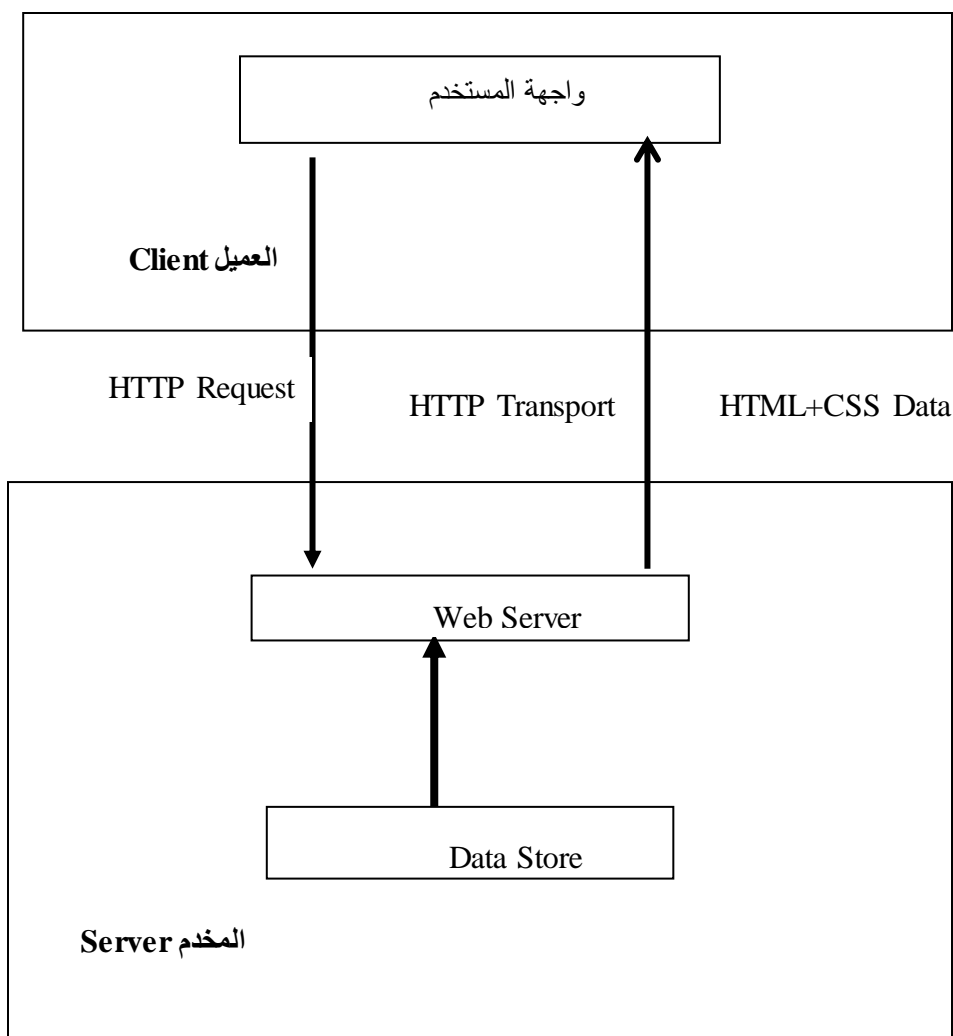 واجهة المستخدم
العميل Client
HTTP Request
HTTP Transport
HTML+CSS Data
Web Server
Data Store
المخدم Server